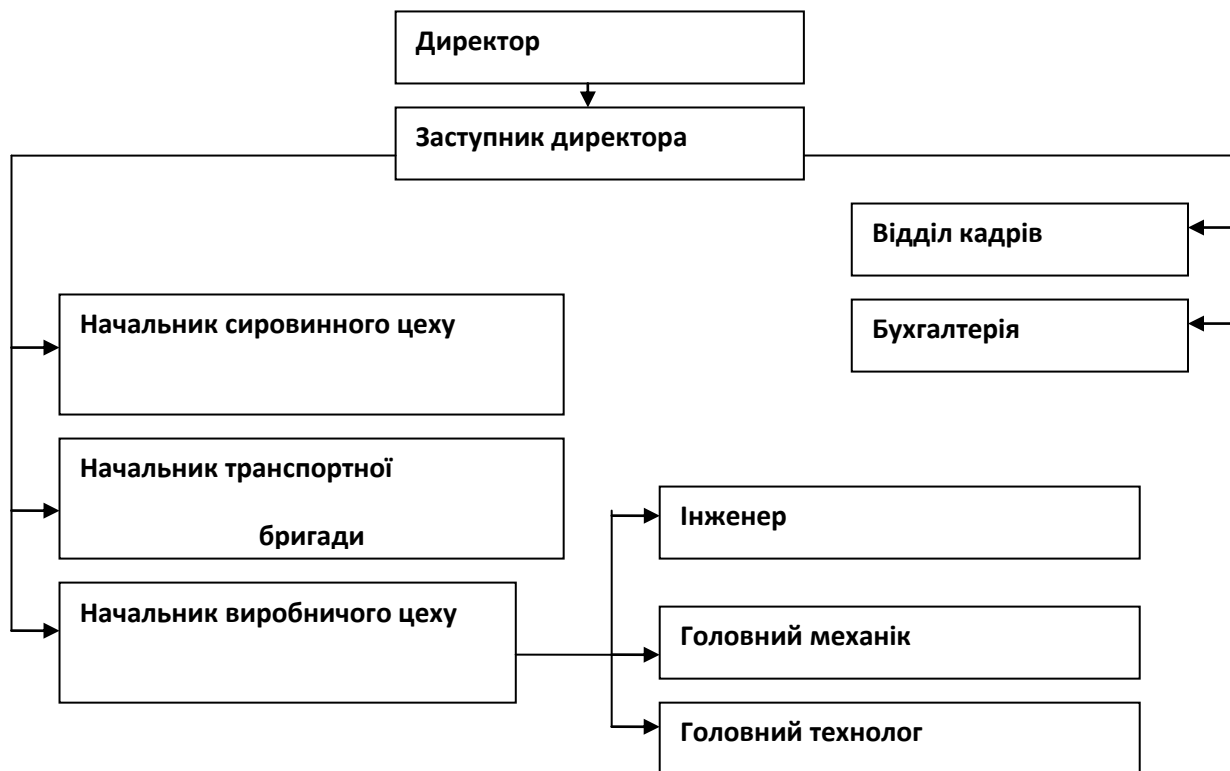 Директор
Заступник директора
Відділ кадрів
Бухгалтерія
Начальник сировинного цеху
Начальник транспортної
бригади
Начальник виробничого цеху
Інженер
Головний механік
Головний технолог